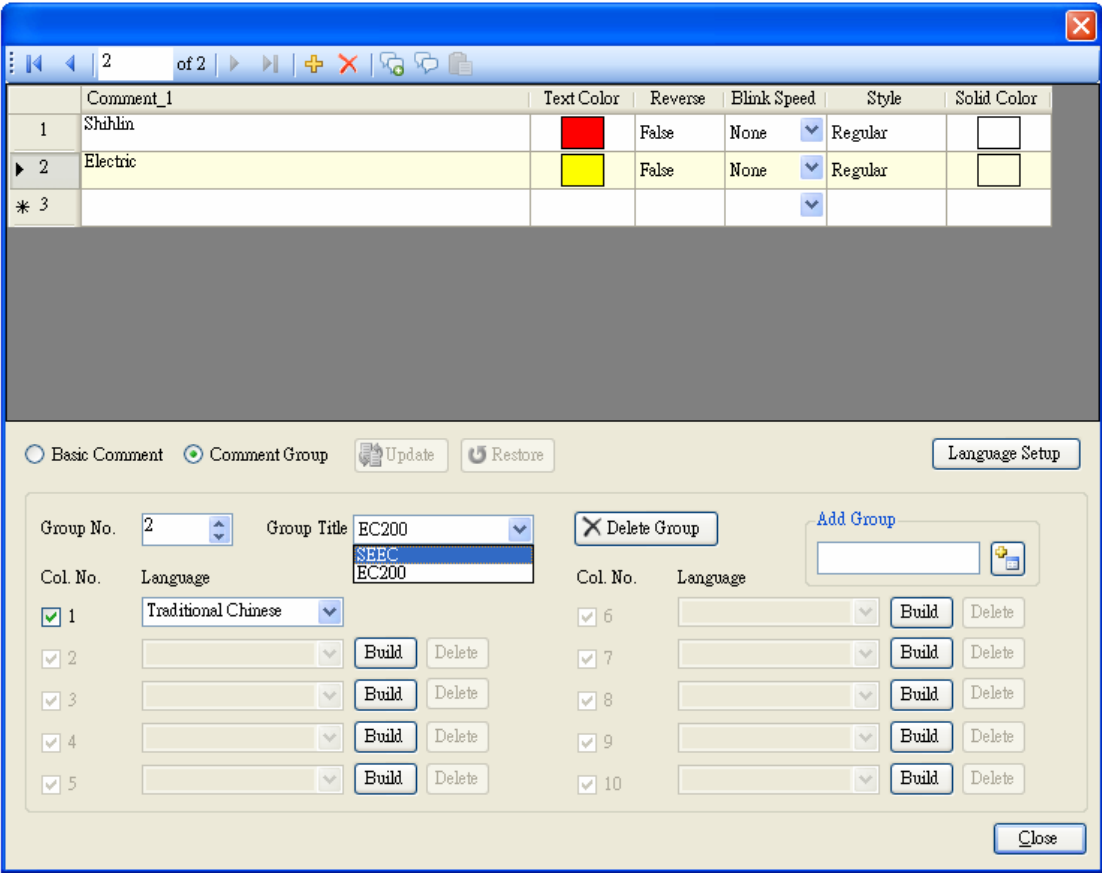 2 of 2
Comment_1 Text Color Reverse Blink Speed Style Solid Color
1 Shihlin False None Regular
2 Electric False None Regular
3
Basic Comment Comment Group Update Restore Language Setup
Group No. 2 Group Title EC200 Delete Group Add Group
SEEC
EC200
Col. No. Language Col. No. Language
1 Traditional Chinese 6 Build Delete
2 Build Delete 7 Build Delete
3 Build Delete 8 Build Delete
4 Build Delete 9 Build Delete
5 Build Delete 10 Build Delete
Close